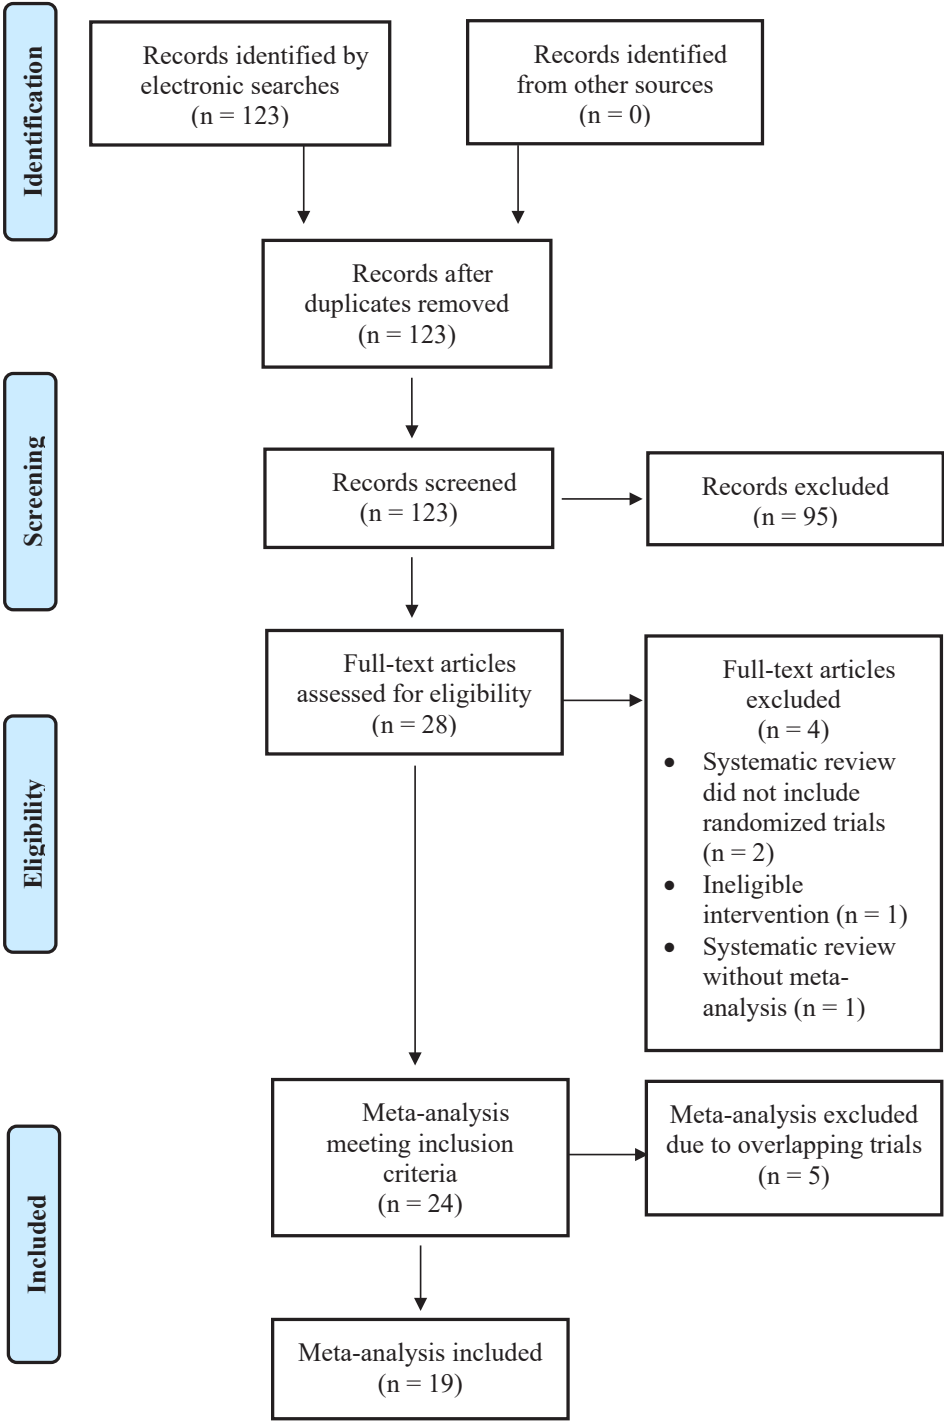 Identification
Records identified by
electronic searches
(n = 123)
Records identified
from other sources
(n = 0)
Records after
duplicates removed
(n = 123)
Screening
Records screened
(n = 123)
Records excluded
(n = 95)
Eligibility
Full-text articles
assessed for eligibility
(n = 28)
Full-text articles
excluded
(n = 4)
• Systematic review
did not include
randomized trials
(n = 2)
• Ineligible
intervention (n = 1)
• Systematic review
without meta-
analysis (n = 1)
Included
Meta-analysis
meeting inclusion
criteria
(n = 24)
Meta-analysis excluded
due to overlapping trials
(n = 5)
Meta-analysis included
(n = 19)